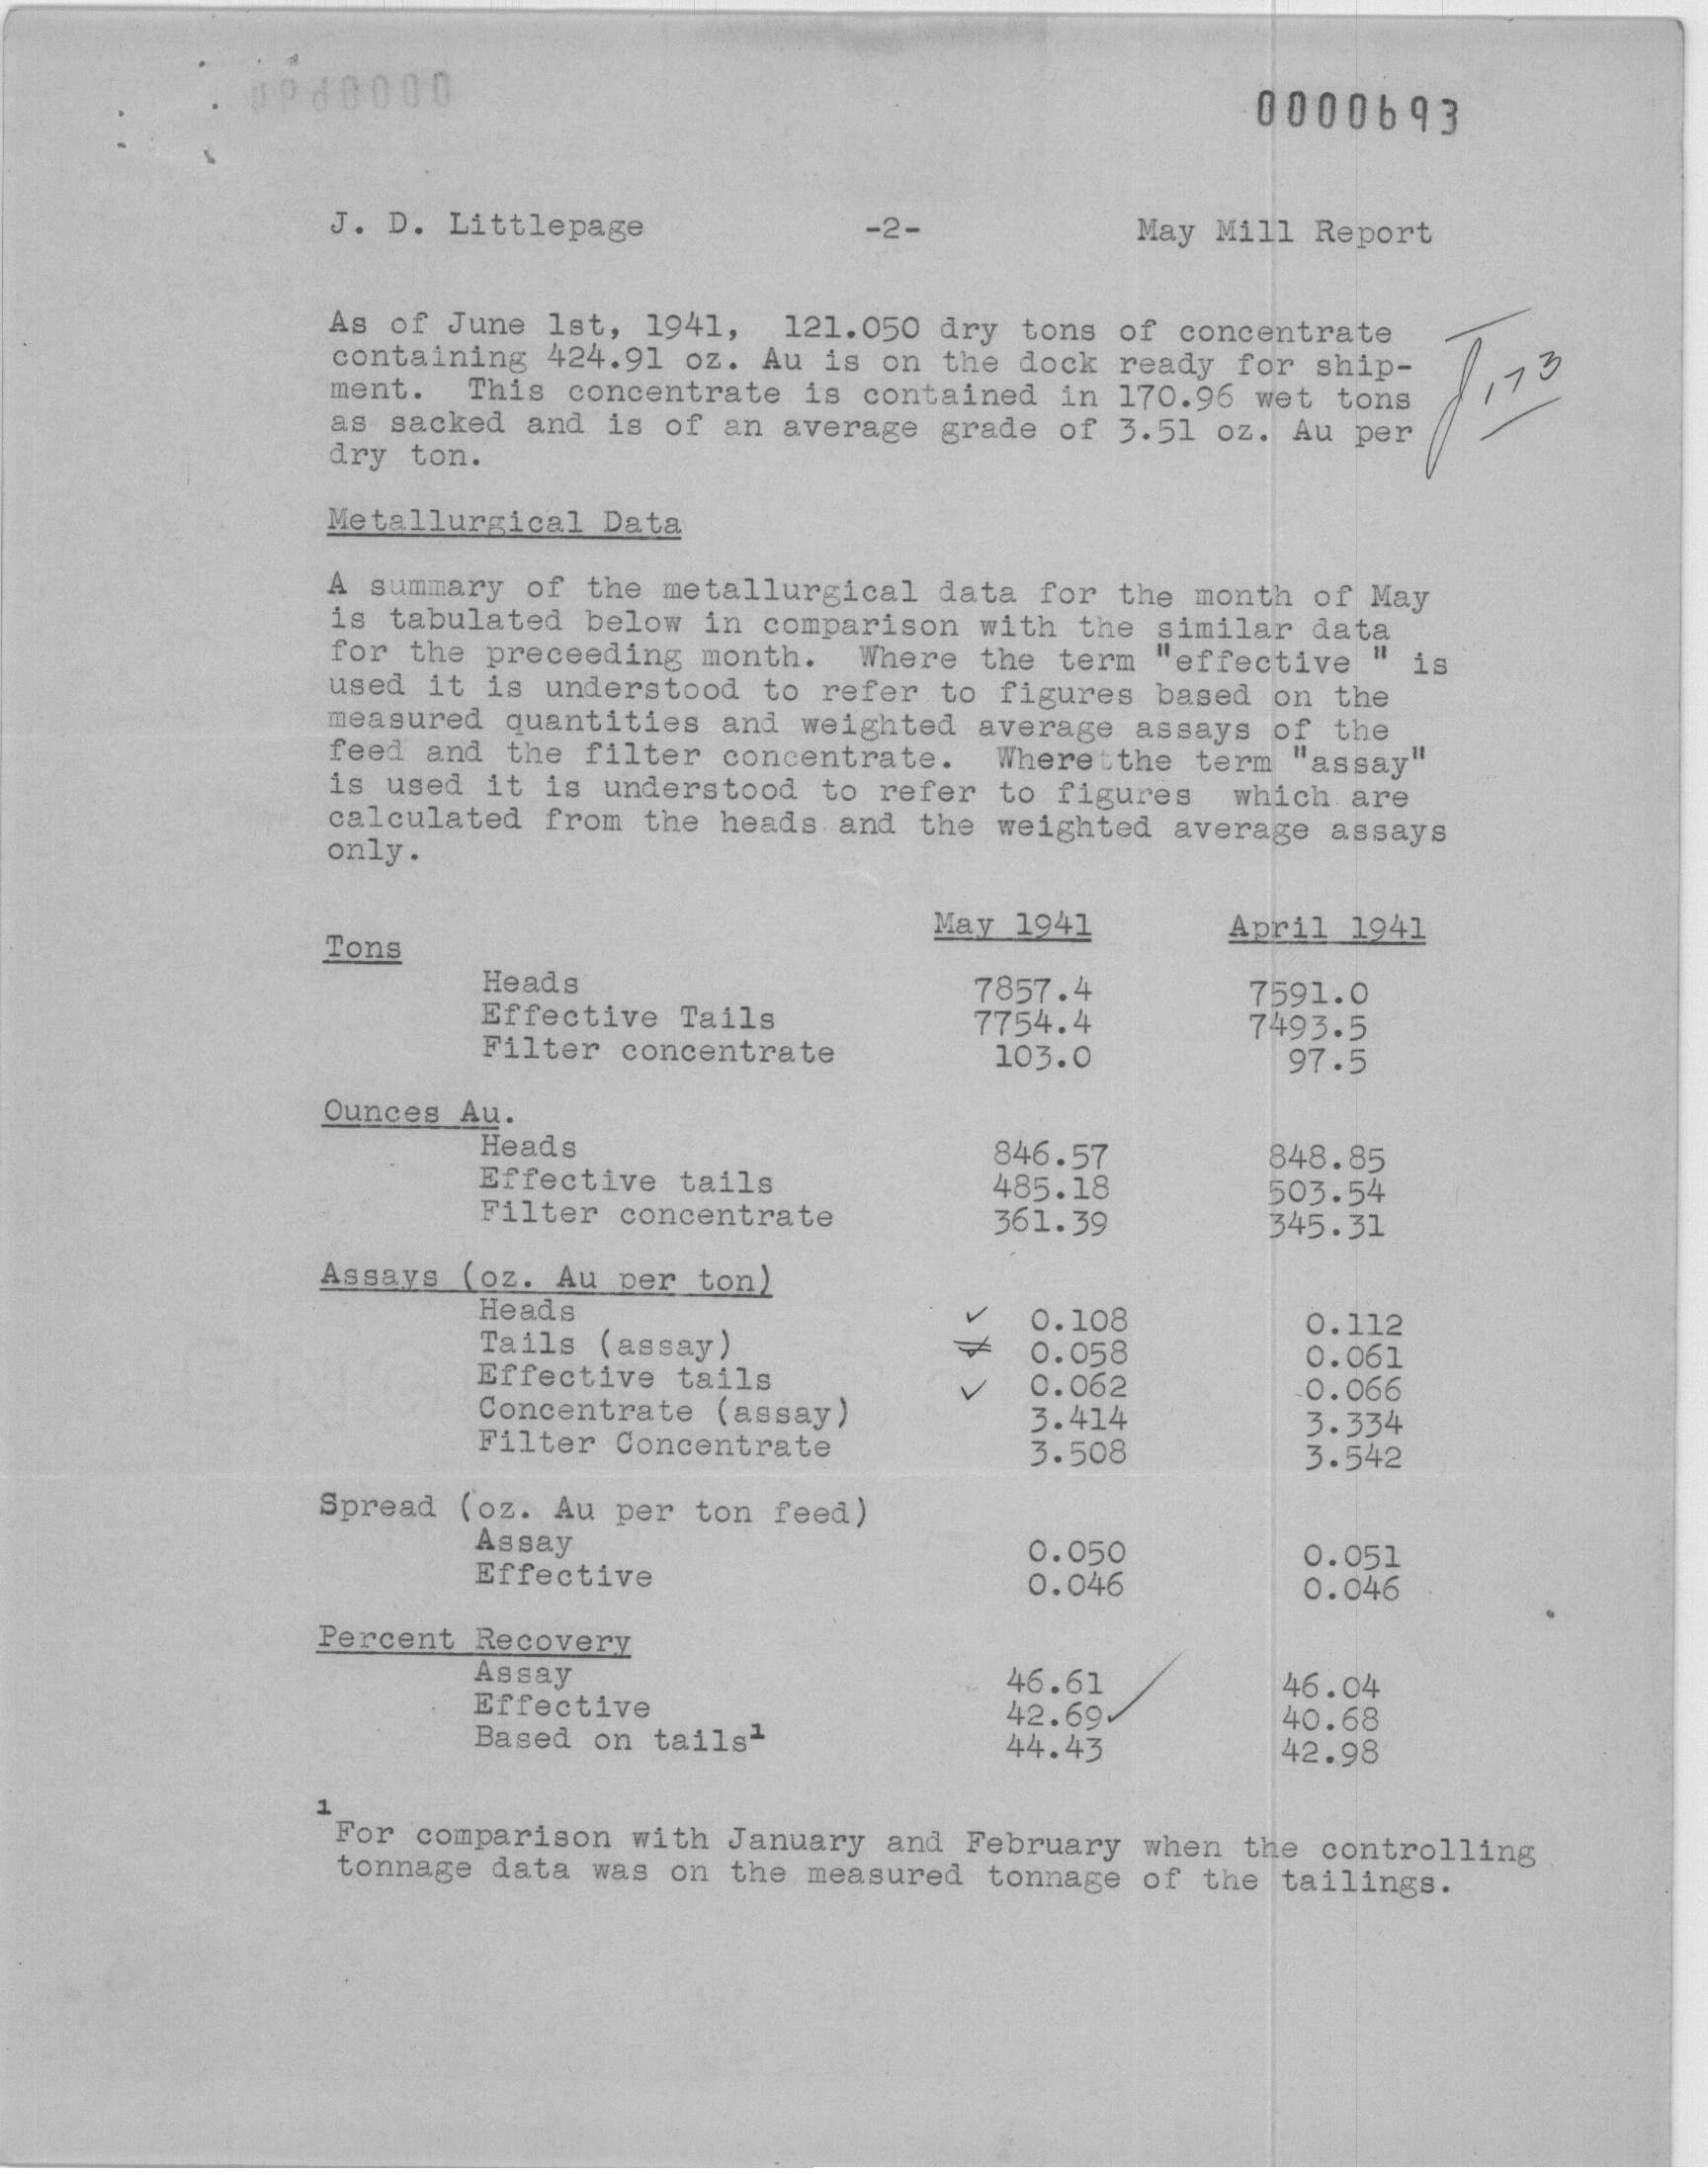 0000693
J. D. Littlepage -2- May Mill Report
As of June 1st, 1941, 121.050 dry tons of concentrate
containing 424.91 oz. Au is on the dock ready for ship-
ment. This concentrate is contained in 170.96 wet tons
as sacked and is of an average grade of 3.51 oz. Au per
dry ton.
Metallurgical Data
A summary of the metallurgical data for the month of May
is tabulated below in comparison with the similar data
for the preceeding month. Where the term "effective " is
used it is understood to refer to figures based on the
measured quantities and weighted average assays of the
feed and the filter concentrate. Where the term "assay"
is used it is understood to refer to figures which are
calculated from the heads and the weighted average assays
only.
May 1941 April 1941
Tons
Heads 7857.4 7591.0
Effective Tails 7754.4 7493.5
Filter concentrate 103.0 97.5
Ounces Au.
Heads 846.57 848.85
Effective tails 485.18 503.54
Filter concentrate 361.39 345.31
Assays (oz. Au per ton)
Heads ✓ 0.108 0.112
Tails (assay) 0.058 0.061
Effective tails ✓ 0.062 0.066
Concentrate (assay) 3.414 3.334
Filter Concentrate 3.508 3.542
Spread (oz. Au per ton feed)
Assay 0.050 0.051
Effective 0.046 0.046
Percent Recovery
Assay 46.61 46.04
Effective 42.69 ✓ 40.68
Based on tails¹ 44.43 42.98
1
For comparison with January and February when the controlling
tonnage data was on the measured tonnage of the tailings.